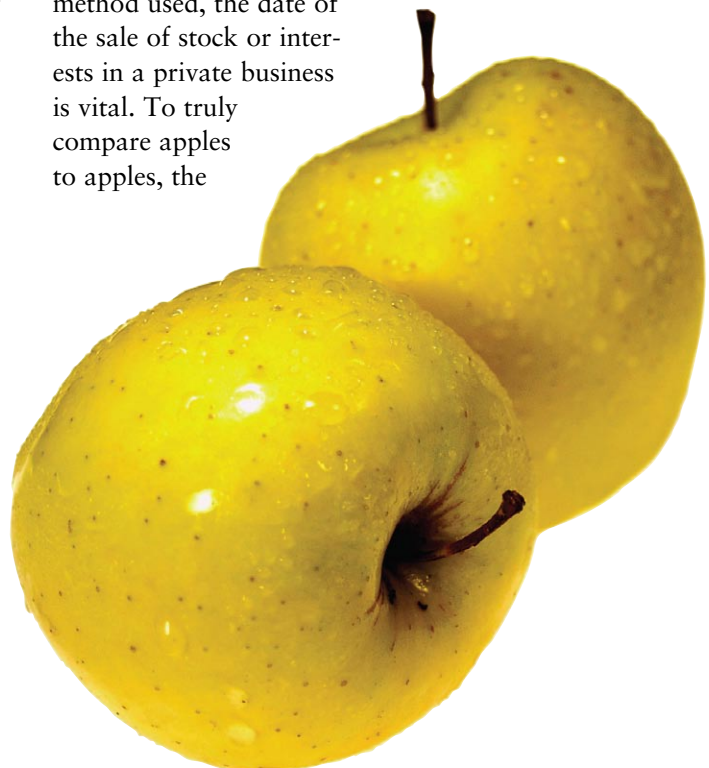 method used, the date of
the sale of stock or inter-
ests in a private business
is vital. To truly
compare apples
to apples, the